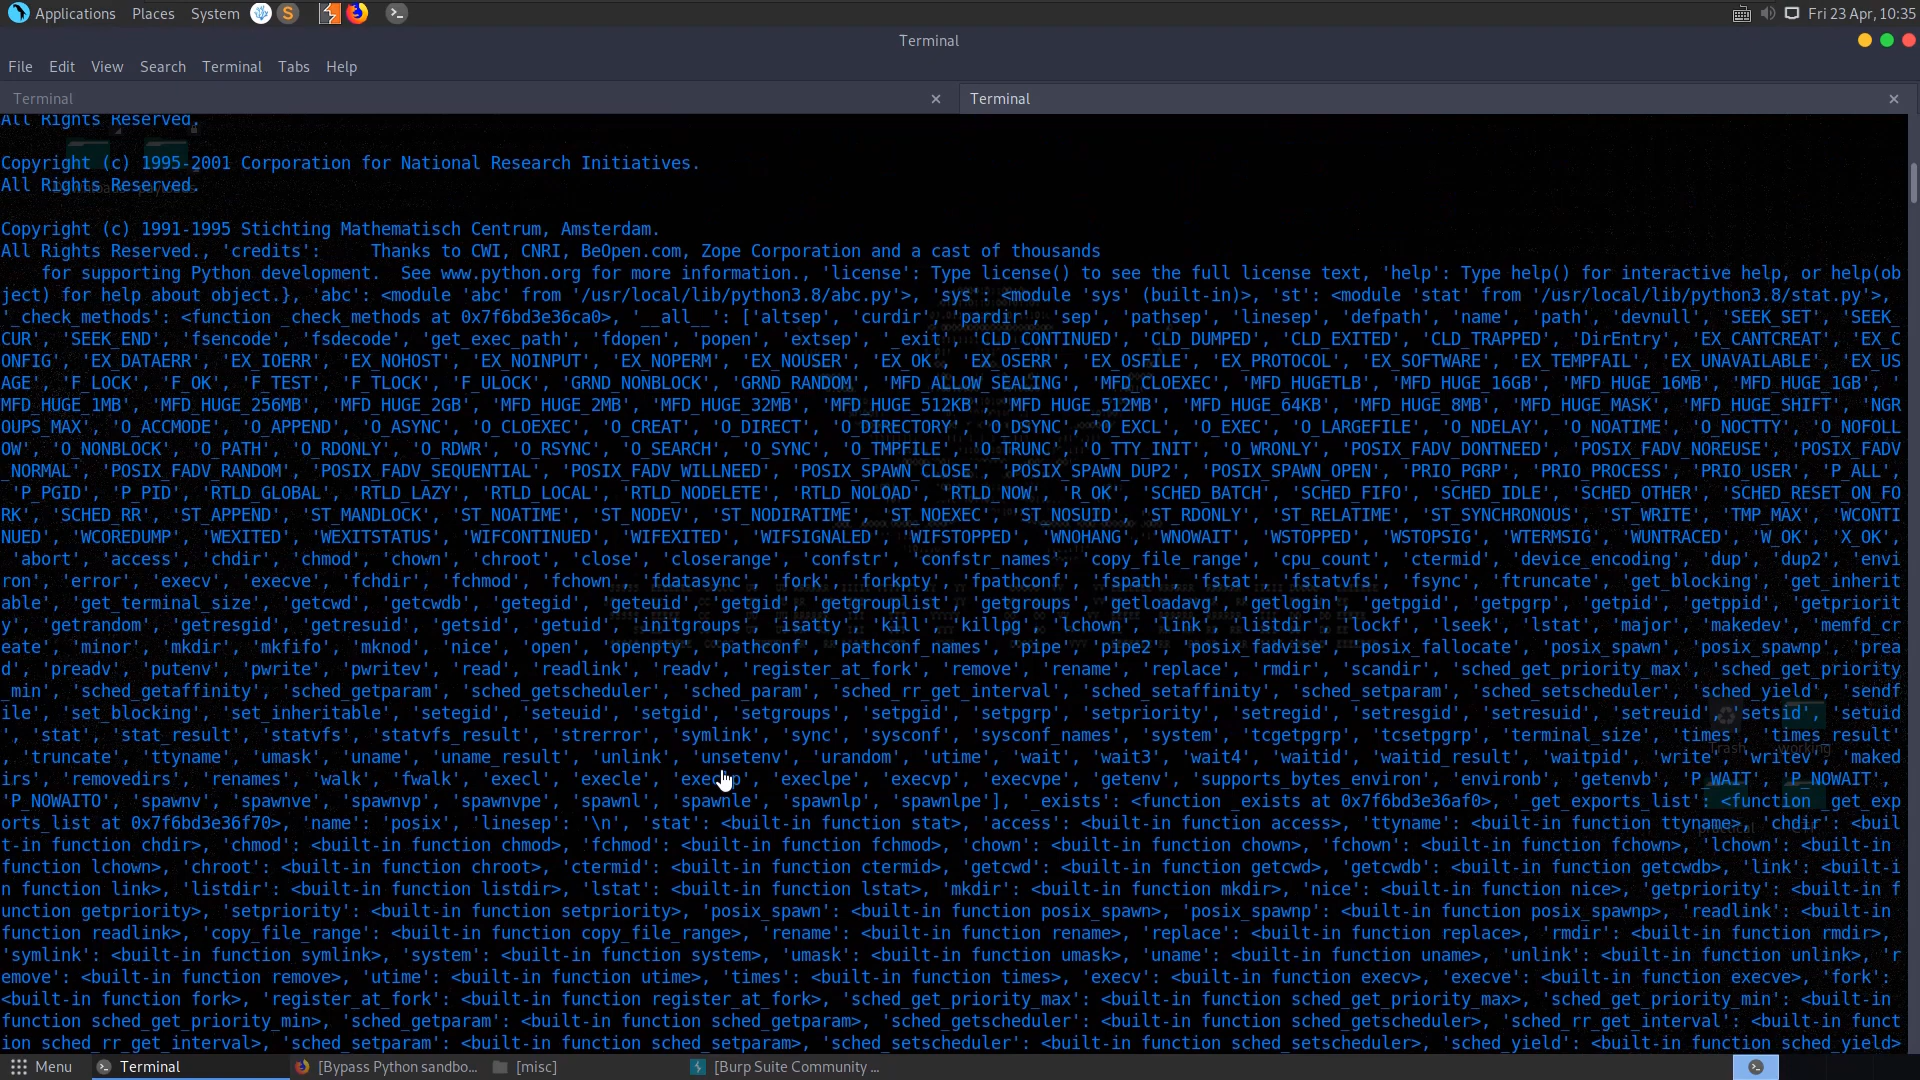 Applications Places System Fri 23 Apr, 10:35
Terminal
File Edit View Search Terminal Tabs Help
Terminal × Terminal ×
All Rights Reserved.
Copyright (c) 1995-2001 Corporation for National Research Initiatives.
All Rights Reserved.
Copyright (c) 1991-1995 Stichting Mathematisch Centrum, Amsterdam.
All Rights Reserved., 'credits':     Thanks to CWI, CNRI, BeOpen.com, Zope Corporation and a cast of thousands
    for supporting Python development.  See www.python.org for more information., 'license': Type license() to see the full license text, 'help': Type help() for interactive help, or help(ob
ject) for help about object.}, 'abc': <module 'abc' from '/usr/local/lib/python3.8/abc.py'>, 'sys': <module 'sys' (built-in)>, 'st': <module 'stat' from '/usr/local/lib/python3.8/stat.py'>,
'_check_methods': <function _check_methods at 0x7f6bd3e36ca0>, '__all__': ['altsep', 'curdir', 'pardir', 'sep', 'pathsep', 'linesep', 'defpath', 'name', 'path', 'devnull', 'SEEK_SET', 'SEEK_
CUR', 'SEEK_END', 'fsencode', 'fsdecode', 'get_exec_path', 'fdopen', 'popen', 'extsep', '_exit', 'CLD_CONTINUED', 'CLD_DUMPED', 'CLD_EXITED', 'CLD_TRAPPED', 'DirEntry', 'EX_CANTCREAT', 'EX_C
ONFIG', 'EX_DATAERR', 'EX_IOERR', 'EX_NOHOST', 'EX_NOINPUT', 'EX_NOPERM', 'EX_NOUSER', 'EX_OK', 'EX_OSERR', 'EX_OSFILE', 'EX_PROTOCOL', 'EX_SOFTWARE', 'EX_TEMPFAIL', 'EX_UNAVAILABLE', 'EX_US
AGE', 'F_LOCK', 'F_OK', 'F_TEST', 'F_TLOCK', 'F_ULOCK', 'GRND_NONBLOCK', 'GRND_RANDOM', 'MFD_ALLOW_SEALING', 'MFD_CLOEXEC', 'MFD_HUGETLB', 'MFD_HUGE_16GB', 'MFD_HUGE_16MB', 'MFD_HUGE_1GB', '
MFD_HUGE_1MB', 'MFD_HUGE_256MB', 'MFD_HUGE_2GB', 'MFD_HUGE_2MB', 'MFD_HUGE_32MB', 'MFD_HUGE_512KB', 'MFD_HUGE_512MB', 'MFD_HUGE_64KB', 'MFD_HUGE_8MB', 'MFD_HUGE_MASK', 'MFD_HUGE_SHIFT', 'NGR
OUPS_MAX', 'O_ACCMODE', 'O_APPEND', 'O_ASYNC', 'O_CLOEXEC', 'O_CREAT', 'O_DIRECT', 'O_DIRECTORY', 'O_DSYNC', 'O_EXCL', 'O_EXEC', 'O_LARGEFILE', 'O_NDELAY', 'O_NOATIME', 'O_NOCTTY', 'O_NOFOLL
OW', 'O_NONBLOCK', 'O_PATH', 'O_RDONLY', 'O_RDWR', 'O_RSYNC', 'O_SEARCH', 'O_SYNC', 'O_TMPFILE', 'O_TRUNC', 'O_TTY_INIT', 'O_WRONLY', 'POSIX_FADV_DONTNEED', 'POSIX_FADV_NOREUSE', 'POSIX_FADV
_NORMAL', 'POSIX_FADV_RANDOM', 'POSIX_FADV_SEQUENTIAL', 'POSIX_FADV_WILLNEED', 'POSIX_SPAWN_CLOSE', 'POSIX_SPAWN_DUP2', 'POSIX_SPAWN_OPEN', 'PRIO_PGRP', 'PRIO_PROCESS', 'PRIO_USER', 'P_ALL',
 'P_PGID', 'P_PID', 'RTLD_GLOBAL', 'RTLD_LAZY', 'RTLD_LOCAL', 'RTLD_NODELETE', 'RTLD_NOLOAD', 'RTLD_NOW', 'R_OK', 'SCHED_BATCH', 'SCHED_FIFO', 'SCHED_IDLE', 'SCHED_OTHER', 'SCHED_RESET_ON_FO
RK', 'SCHED_RR', 'ST_APPEND', 'ST_MANDLOCK', 'ST_NOATIME', 'ST_NODEV', 'ST_NODIRATIME', 'ST_NOEXEC', 'ST_NOSUID', 'ST_RDONLY', 'ST_RELATIME', 'ST_SYNCHRONOUS', 'ST_WRITE', 'TMP_MAX', 'WCONTI
NUED', 'WCOREDUMP', 'WEXITED', 'WEXITSTATUS', 'WIFCONTINUED', 'WIFEXITED', 'WIFSIGNALED', 'WIFSTOPPED', 'WNOHANG', 'WNOWAIT', 'WSTOPPED', 'WSTOPSIG', 'WTERMSIG', 'WUNTRACED', 'W_OK', 'X_OK',
 'abort', 'access', 'chdir', 'chmod', 'chown', 'chroot', 'close', 'closerange', 'confstr', 'confstr_names', 'copy_file_range', 'cpu_count', 'ctermid', 'device_encoding', 'dup', 'dup2', 'envi
ron', 'error', 'execv', 'execve', 'fchdir', 'fchmod', 'fchown', 'fdatasync', 'fork', 'forkpty', 'fpathconf', 'fspath', 'fstat', 'fstatvfs', 'fsync', 'ftruncate', 'get_blocking', 'get_inherit
able', 'get_terminal_size', 'getcwd', 'getcwdb', 'getegid', 'geteuid', 'getgid', 'getgrouplist', 'getgroups', 'getloadavg', 'getlogin', 'getpgid', 'getpgrp', 'getpid', 'getppid', 'getpriorit
y', 'getrandom', 'getresgid', 'getresuid', 'getsid', 'getuid', 'initgroups', 'isatty', 'kill', 'killpg', 'lchown', 'link', 'listdir', 'lockf', 'lseek', 'lstat', 'major', 'makedev', 'memfd_cr
eate', 'minor', 'mkdir', 'mkfifo', 'mknod', 'nice', 'open', 'openpty', 'pathconf', 'pathconf_names', 'pipe', 'pipe2', 'posix_fadvise', 'posix_fallocate', 'posix_spawn', 'posix_spawnp', 'prea
d', 'preadv', 'putenv', 'pwrite', 'pwritev', 'read', 'readlink', 'readv', 'register_at_fork', 'remove', 'rename', 'replace', 'rmdir', 'scandir', 'sched_get_priority_max', 'sched_get_priority
_min', 'sched_getaffinity', 'sched_getparam', 'sched_getscheduler', 'sched_param', 'sched_rr_get_interval', 'sched_setaffinity', 'sched_setparam', 'sched_setscheduler', 'sched_yield', 'sendf
ile', 'set_blocking', 'set_inheritable', 'setegid', 'seteuid', 'setgid', 'setgroups', 'setpgid', 'setpgrp', 'setpriority', 'setregid', 'setresgid', 'setresuid', 'setreuid', 'setsid', 'setuid
', 'stat', 'stat_result', 'statvfs', 'statvfs_result', 'strerror', 'symlink', 'sync', 'sysconf', 'sysconf_names', 'system', 'tcgetpgrp', 'tcsetpgrp', 'terminal_size', 'times', 'times_result'
, 'truncate', 'ttyname', 'umask', 'uname', 'uname_result', 'unlink', 'unsetenv', 'urandom', 'utime', 'wait', 'wait3', 'wait4', 'waitid', 'waitid_result', 'waitpid', 'write', 'writev', 'maked
irs', 'removedirs', 'renames', 'walk', 'fwalk', 'execl', 'execle', 'execlp', 'execlpe', 'execvp', 'execvpe', 'getenv', 'supports_bytes_environ', 'environb', 'getenvb', 'P_WAIT', 'P_NOWAIT',
'P_NOWAITO', 'spawnv', 'spawnve', 'spawnvp', 'spawnvpe', 'spawnl', 'spawnle', 'spawnlp', 'spawnlpe'], '_exists': <function _exists at 0x7f6bd3e36af0>, '_get_exports_list': <function _get_exp
orts_list at 0x7f6bd3e36f70>, 'name': 'posix', 'linesep': '\n', 'stat': <built-in function stat>, 'access': <built-in function access>, 'ttyname': <built-in function ttyname>, 'chdir': <buil
t-in function chdir>, 'chmod': <built-in function chmod>, 'fchmod': <built-in function fchmod>, 'chown': <built-in function chown>, 'fchown': <built-in function fchown>, 'lchown': <built-in
function lchown>, 'chroot': <built-in function chroot>, 'ctermid': <built-in function ctermid>, 'getcwd': <built-in function getcwd>, 'getcwdb': <built-in function getcwdb>, 'link': <built-i
n function link>, 'listdir': <built-in function listdir>, 'lstat': <built-in function lstat>, 'mkdir': <built-in function mkdir>, 'nice': <built-in function nice>, 'getpriority': <built-in f
unction getpriority>, 'setpriority': <built-in function setpriority>, 'posix_spawn': <built-in function posix_spawn>, 'posix_spawnp': <built-in function posix_spawnp>, 'readlink': <built-in
function readlink>, 'copy_file_range': <built-in function copy_file_range>, 'rename': <built-in function rename>, 'replace': <built-in function replace>, 'rmdir': <built-in function rmdir>,
'symlink': <built-in function symlink>, 'system': <built-in function system>, 'umask': <built-in function umask>, 'uname': <built-in function uname>, 'unlink': <built-in function unlink>, 'r
emove': <built-in function remove>, 'utime': <built-in function utime>, 'times': <built-in function times>, 'execv': <built-in function execv>, 'execve': <built-in function execve>, 'fork':
<built-in function fork>, 'register_at_fork': <built-in function register_at_fork>, 'sched_get_priority_max': <built-in function sched_get_priority_max>, 'sched_get_priority_min': <built-in
function sched_get_priority_min>, 'sched_getparam': <built-in function sched_getparam>, 'sched_getscheduler': <built-in function sched_getscheduler>, 'sched_rr_get_interval': <built-in funct
ion sched_rr_get_interval>, 'sched_setparam': <built-in function sched_setparam>, 'sched_setscheduler': <built-in function sched_setscheduler>, 'sched_yield': <built-in function sched_yield>
Trash working
Menu Terminal [Bypass Python sandbo... [misc] [Burp Suite Community ...